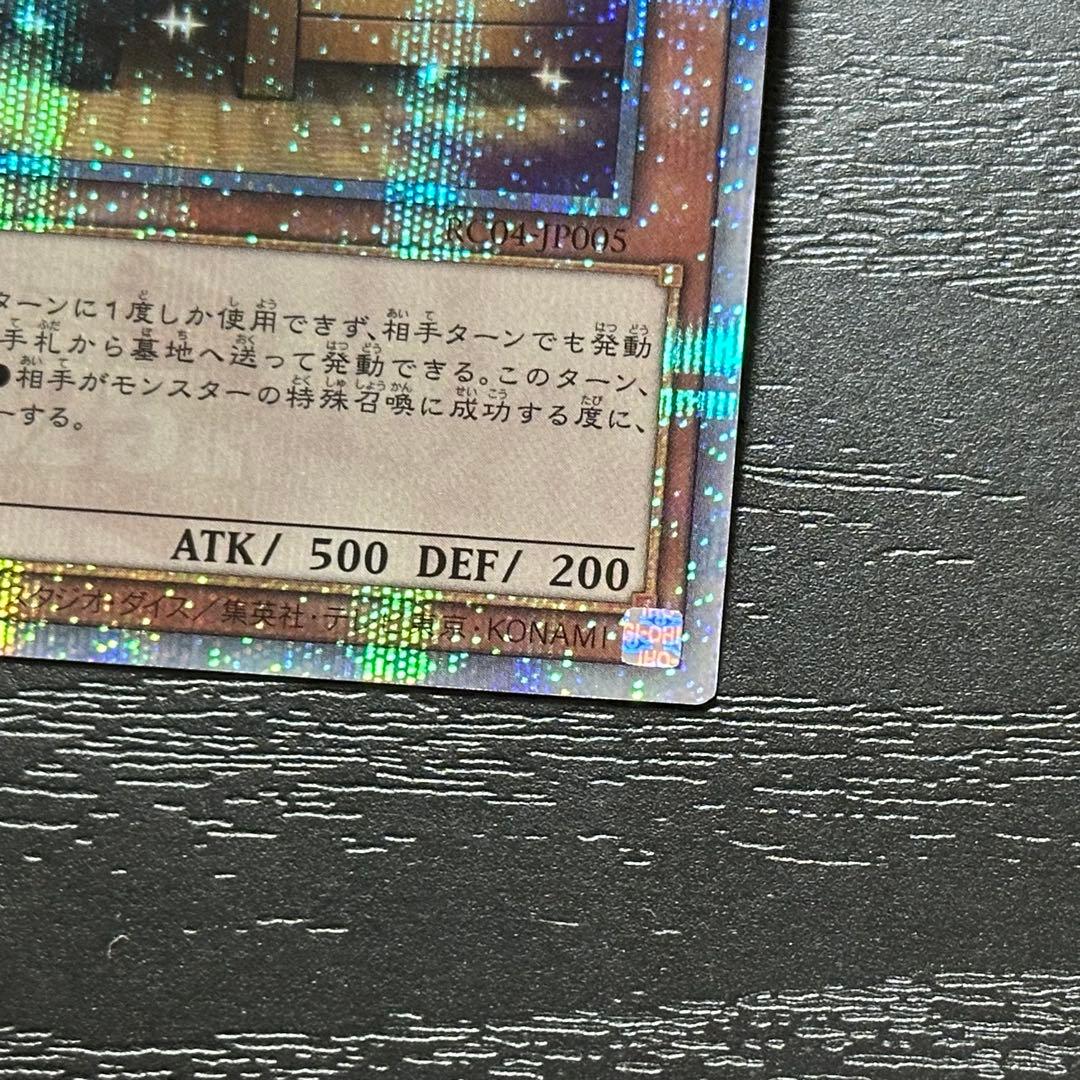 RC04-JP005
ターンに1度しか使用できず、相手ターンでも発動
手札から墓地へ送って発動できる。このターン、
●相手がモンスターの特殊召喚に成功する度に、
ーする。
ATK/ 500 DEF/ 200
スタジオ・ダイス/集英社・テレビ東京・KONAMI